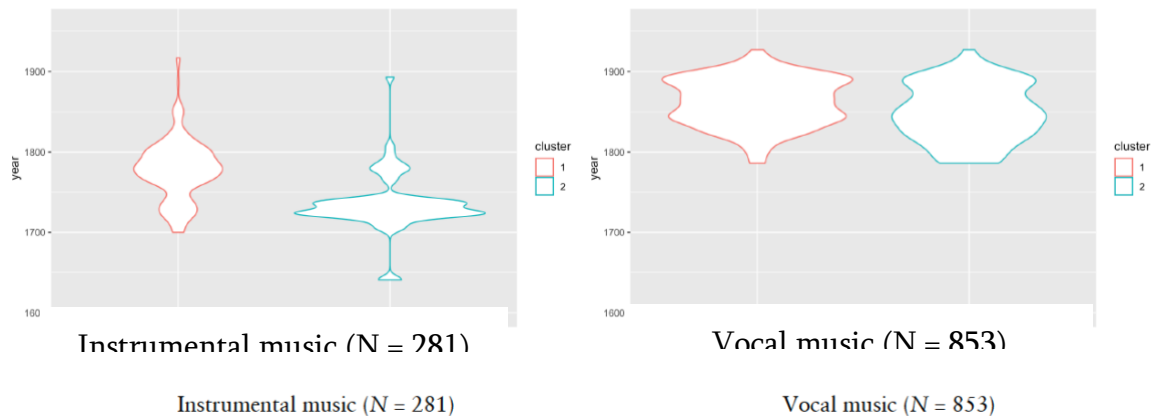 1900
1800
1700
160
year
cluster
1
2
Instrumental music (N = 281)
1900
1800
1700
1600
year
cluster
1
2
Vocal music (N = 853)
Instrumental music (N = 281)
Vocal music (N = 853)